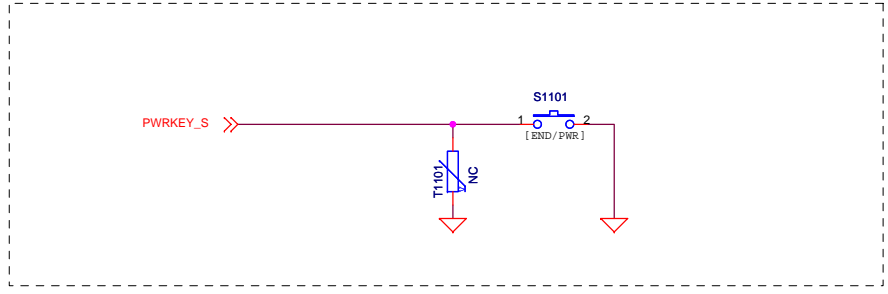 S1101
PWRKEY_S
1
2
[END/PWR]
T1101
NC